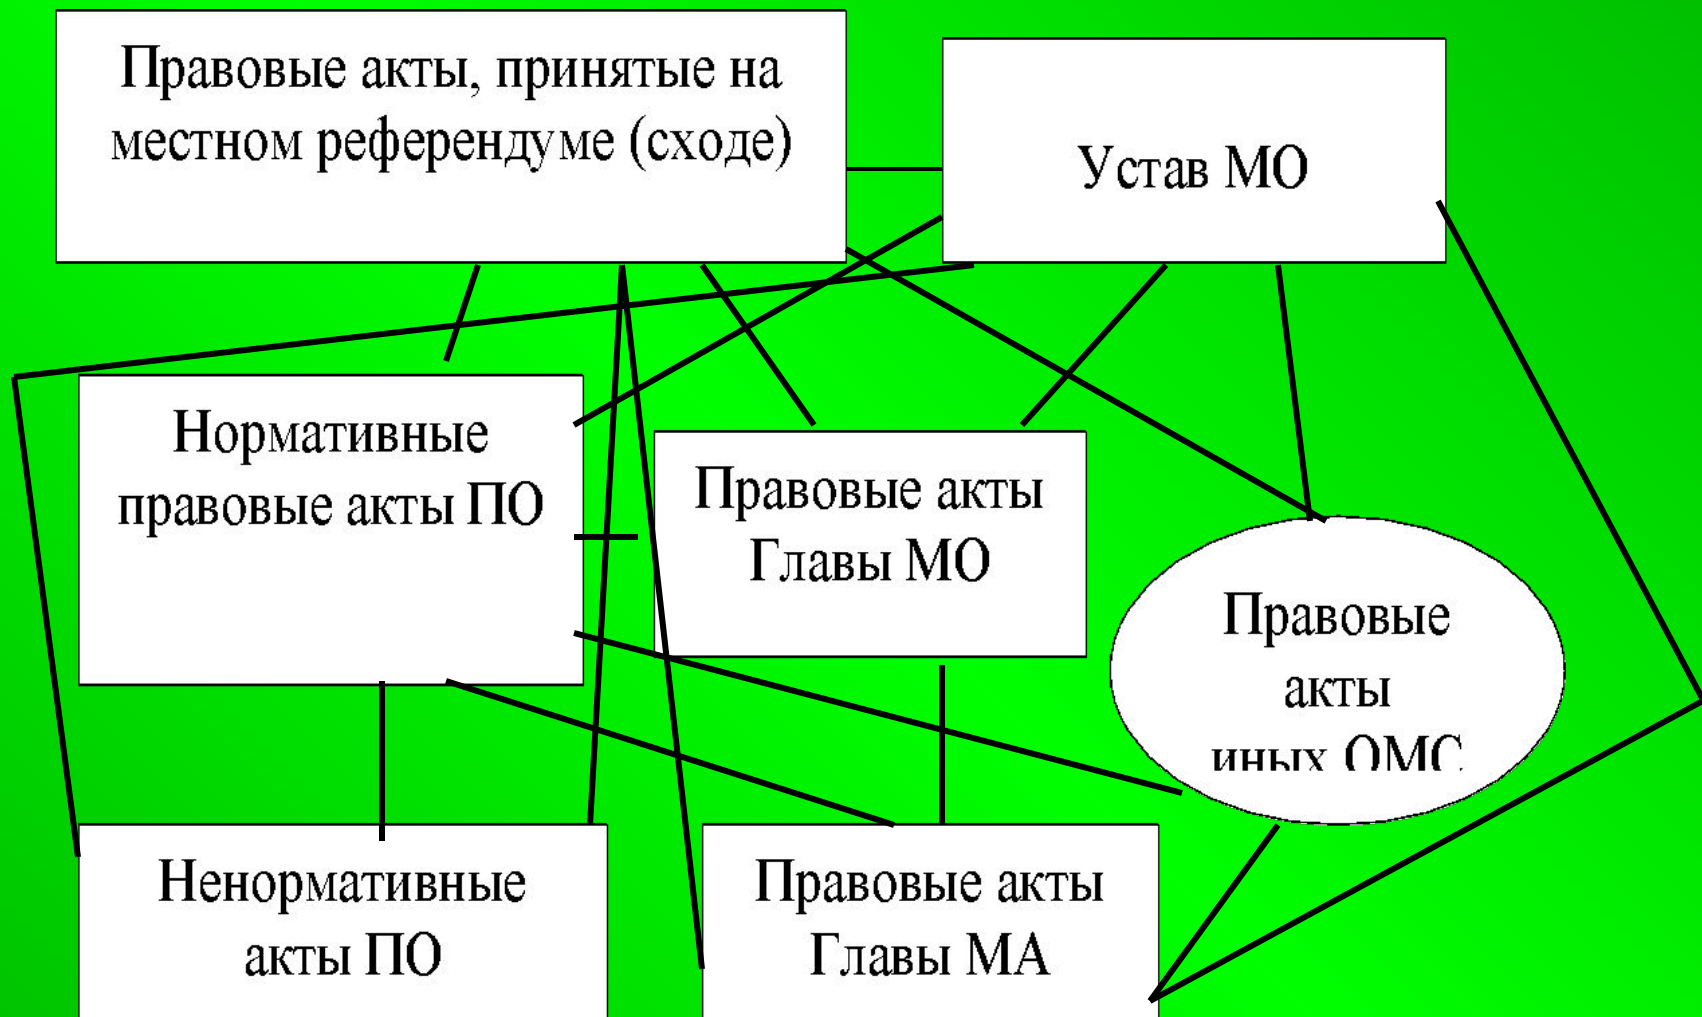 Правовые акты, принятые на
местном референдуме (сходе)
Устав МО
Нормативные
правовые акты ПО
Правовые акты
Главы МО
Правовые
акты
иных ОМС
Ненормативные
акты ПО
Правовые акты
Главы МА